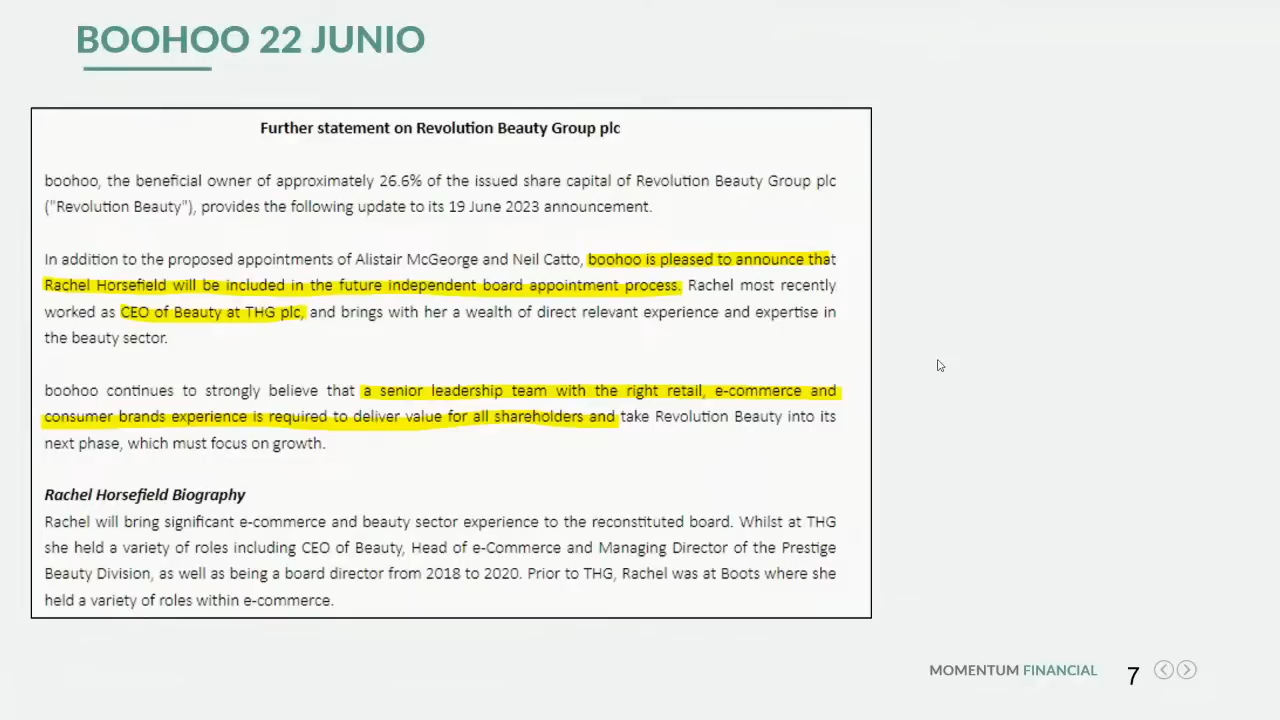 BOOHOO 22 JUNIO
Further statement on Revolution Beauty Group plc
boohoo, the beneficial owner of approximately 26.6% of the issued share capital of Revolution Beauty Group plc
("Revolution Beauty"), provides the following update to its 19 June 2023 announcement.
In addition to the proposed appointments of Alistair McGeorge and Neil Catto, boohoo is pleased to announce that
Rachel Horsefield will be included in the future independent board appointment process. Rachel most recently
worked as CEO of Beauty at THG plc, and brings with her a wealth of direct relevant experience and expertise in
the beauty sector.
boohoo continues to strongly believe that a senior leadership team with the right retail, e-commerce and
consumer brands experience is required to deliver value for all shareholders and take Revolution Beauty into its
next phase, which must focus on growth.
Rachel Horsefield Biography
Rachel will bring significant e-commerce and beauty sector experience to the reconstituted board. Whilst at THG
she held a variety of roles including CEO of Beauty, Head of e-Commerce and Managing Director of the Prestige
Beauty Division, as well as being a board director from 2018 to 2020. Prior to THG, Rachel was at Boots where she
held a variety of roles within e-commerce.
MOMENTUM FINANCIAL 7